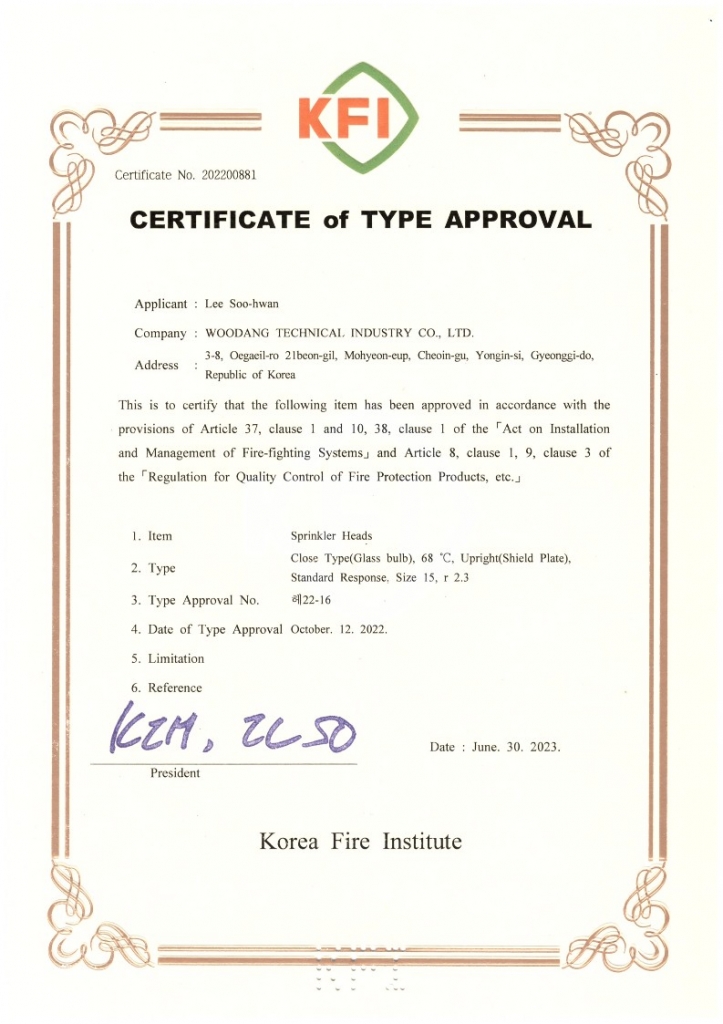 KFI
Certificate No. 202200881
CERTIFICATE of TYPE APPROVAL
Applicant : Lee Soo-hwan
Company : WOODANG TECHNICAL INDUSTRY CO., LTD.
Address : 3-8, Oegaeil-ro 21beon-gil, Mohyeon-eup, Cheoin-gu, Yongin-si, Gyeonggi-do,
Republic of Korea
This is to certify that the following item has been approved in accordance with the
provisions of Article 37, clause 1 and 10, 38, clause 1 of the「Act on Installation
and Management of Fire-fighting Systems」and Article 8, clause 1, 9, clause 3 of
the「Regulation for Quality Control of Fire Protection Products, etc.」
1. Item Sprinkler Heads
2. Type Close Type(Glass bulb), 68 ℃, Upright(Shield Plate),
Standard Response, Size 15, r 2.3
3. Type Approval No. 헤22-16
4. Date of Type Approval October. 12. 2022.
5. Limitation
6. Reference
Date : June. 30. 2023.
President
Korea Fire Institute
KFI